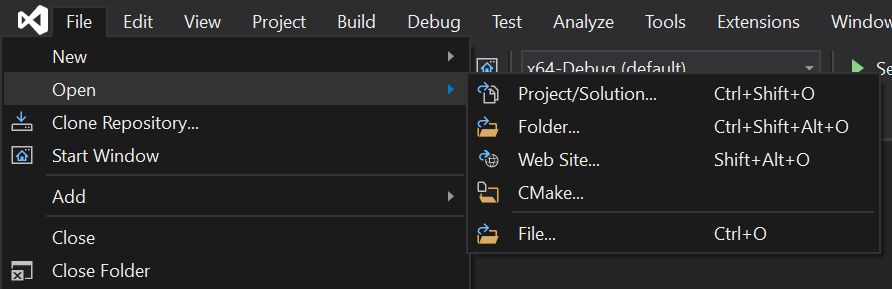 File Edit View Project Build Debug Test Analyze Tools Extensions Window
New
x64-Debug (default)
Open
Project/Solution... Ctrl+Shift+O
Clone Repository...
Folder... Ctrl+Shift+Alt+O
Start Window
Web Site... Shift+Alt+O
Add
CMake...
Close
File... Ctrl+O
Close Folder